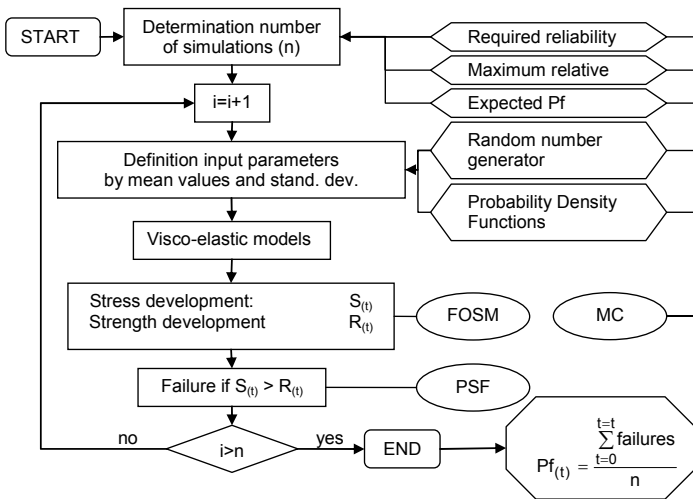 START
Determination number
of simulations (n)
Required reliability
Maximum relative
Expected Pf
i=i+1
Random number
generator
Definition input parameters
by mean values and stand. dev.
Probability Density
Functions
Visco-elastic models
Stress development: S(t)
Strength development R(t)
FOSM
MC
Failure if S(t) > R(t)
PSF
no
i>n
yes
END
t=t
∑ failures
t=0
Pf(t) =
n